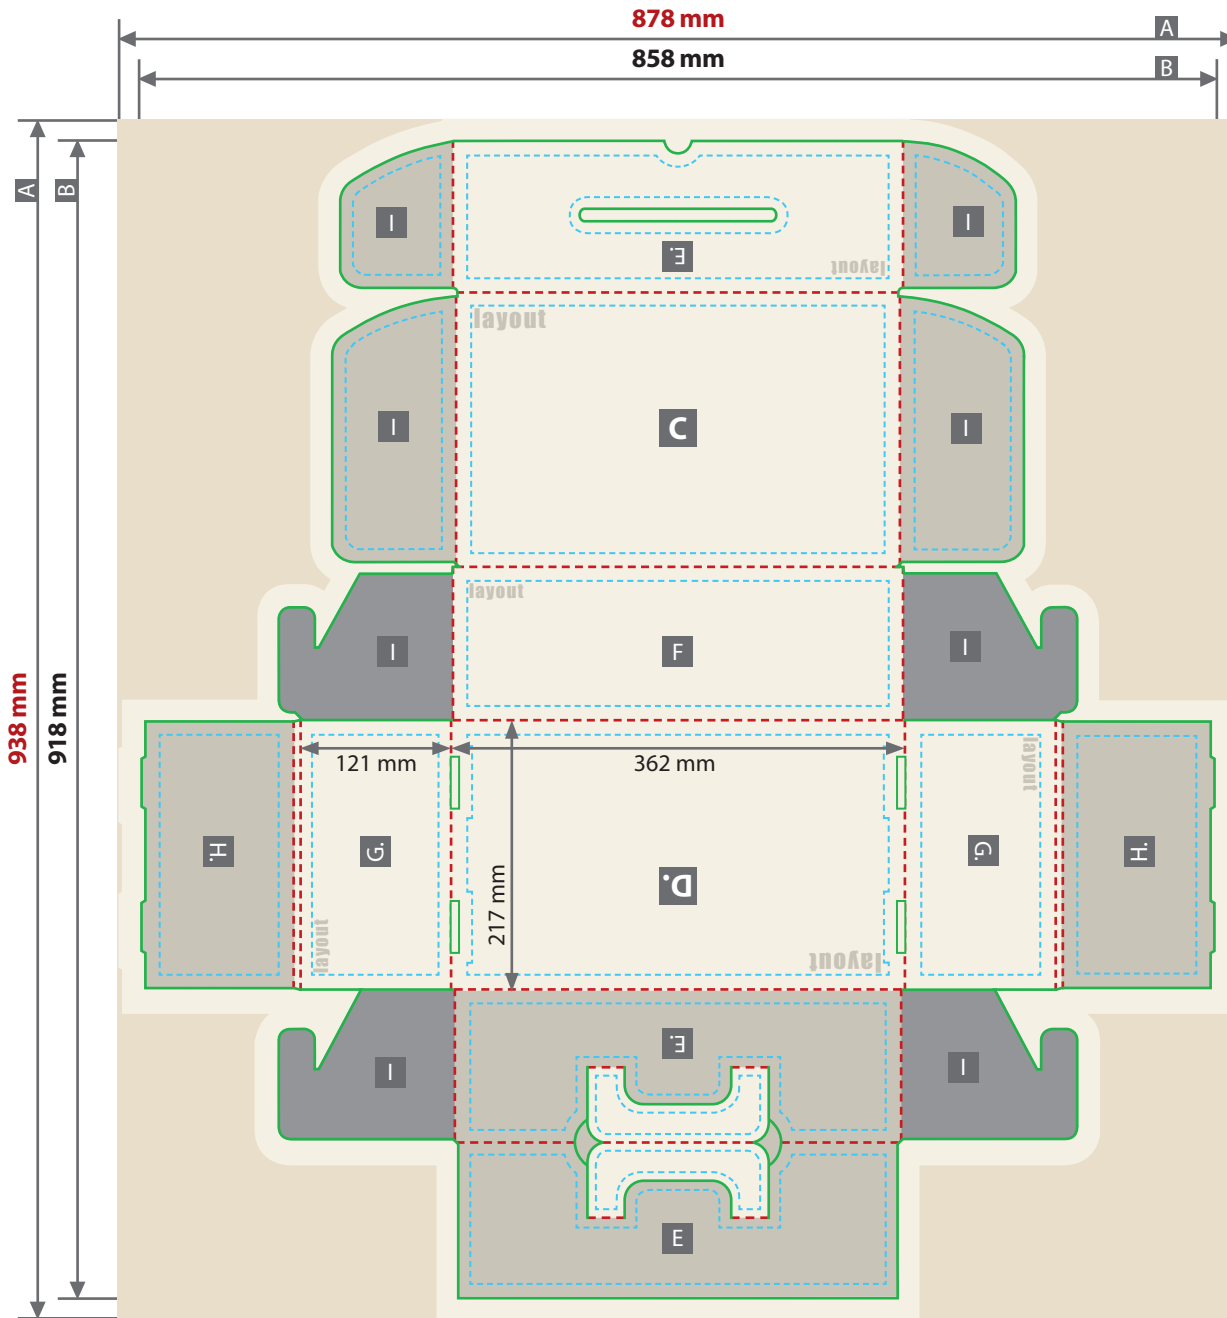 878 mm
A
858 mm
B
A
B
I
I
E.
layout
layout
I
C
I
layout
I
F
I
938 mm
918 mm
121 mm
362 mm
layout
H.
G.
217 mm
D.
G.
H.
layout
layout
E.
I
I
E